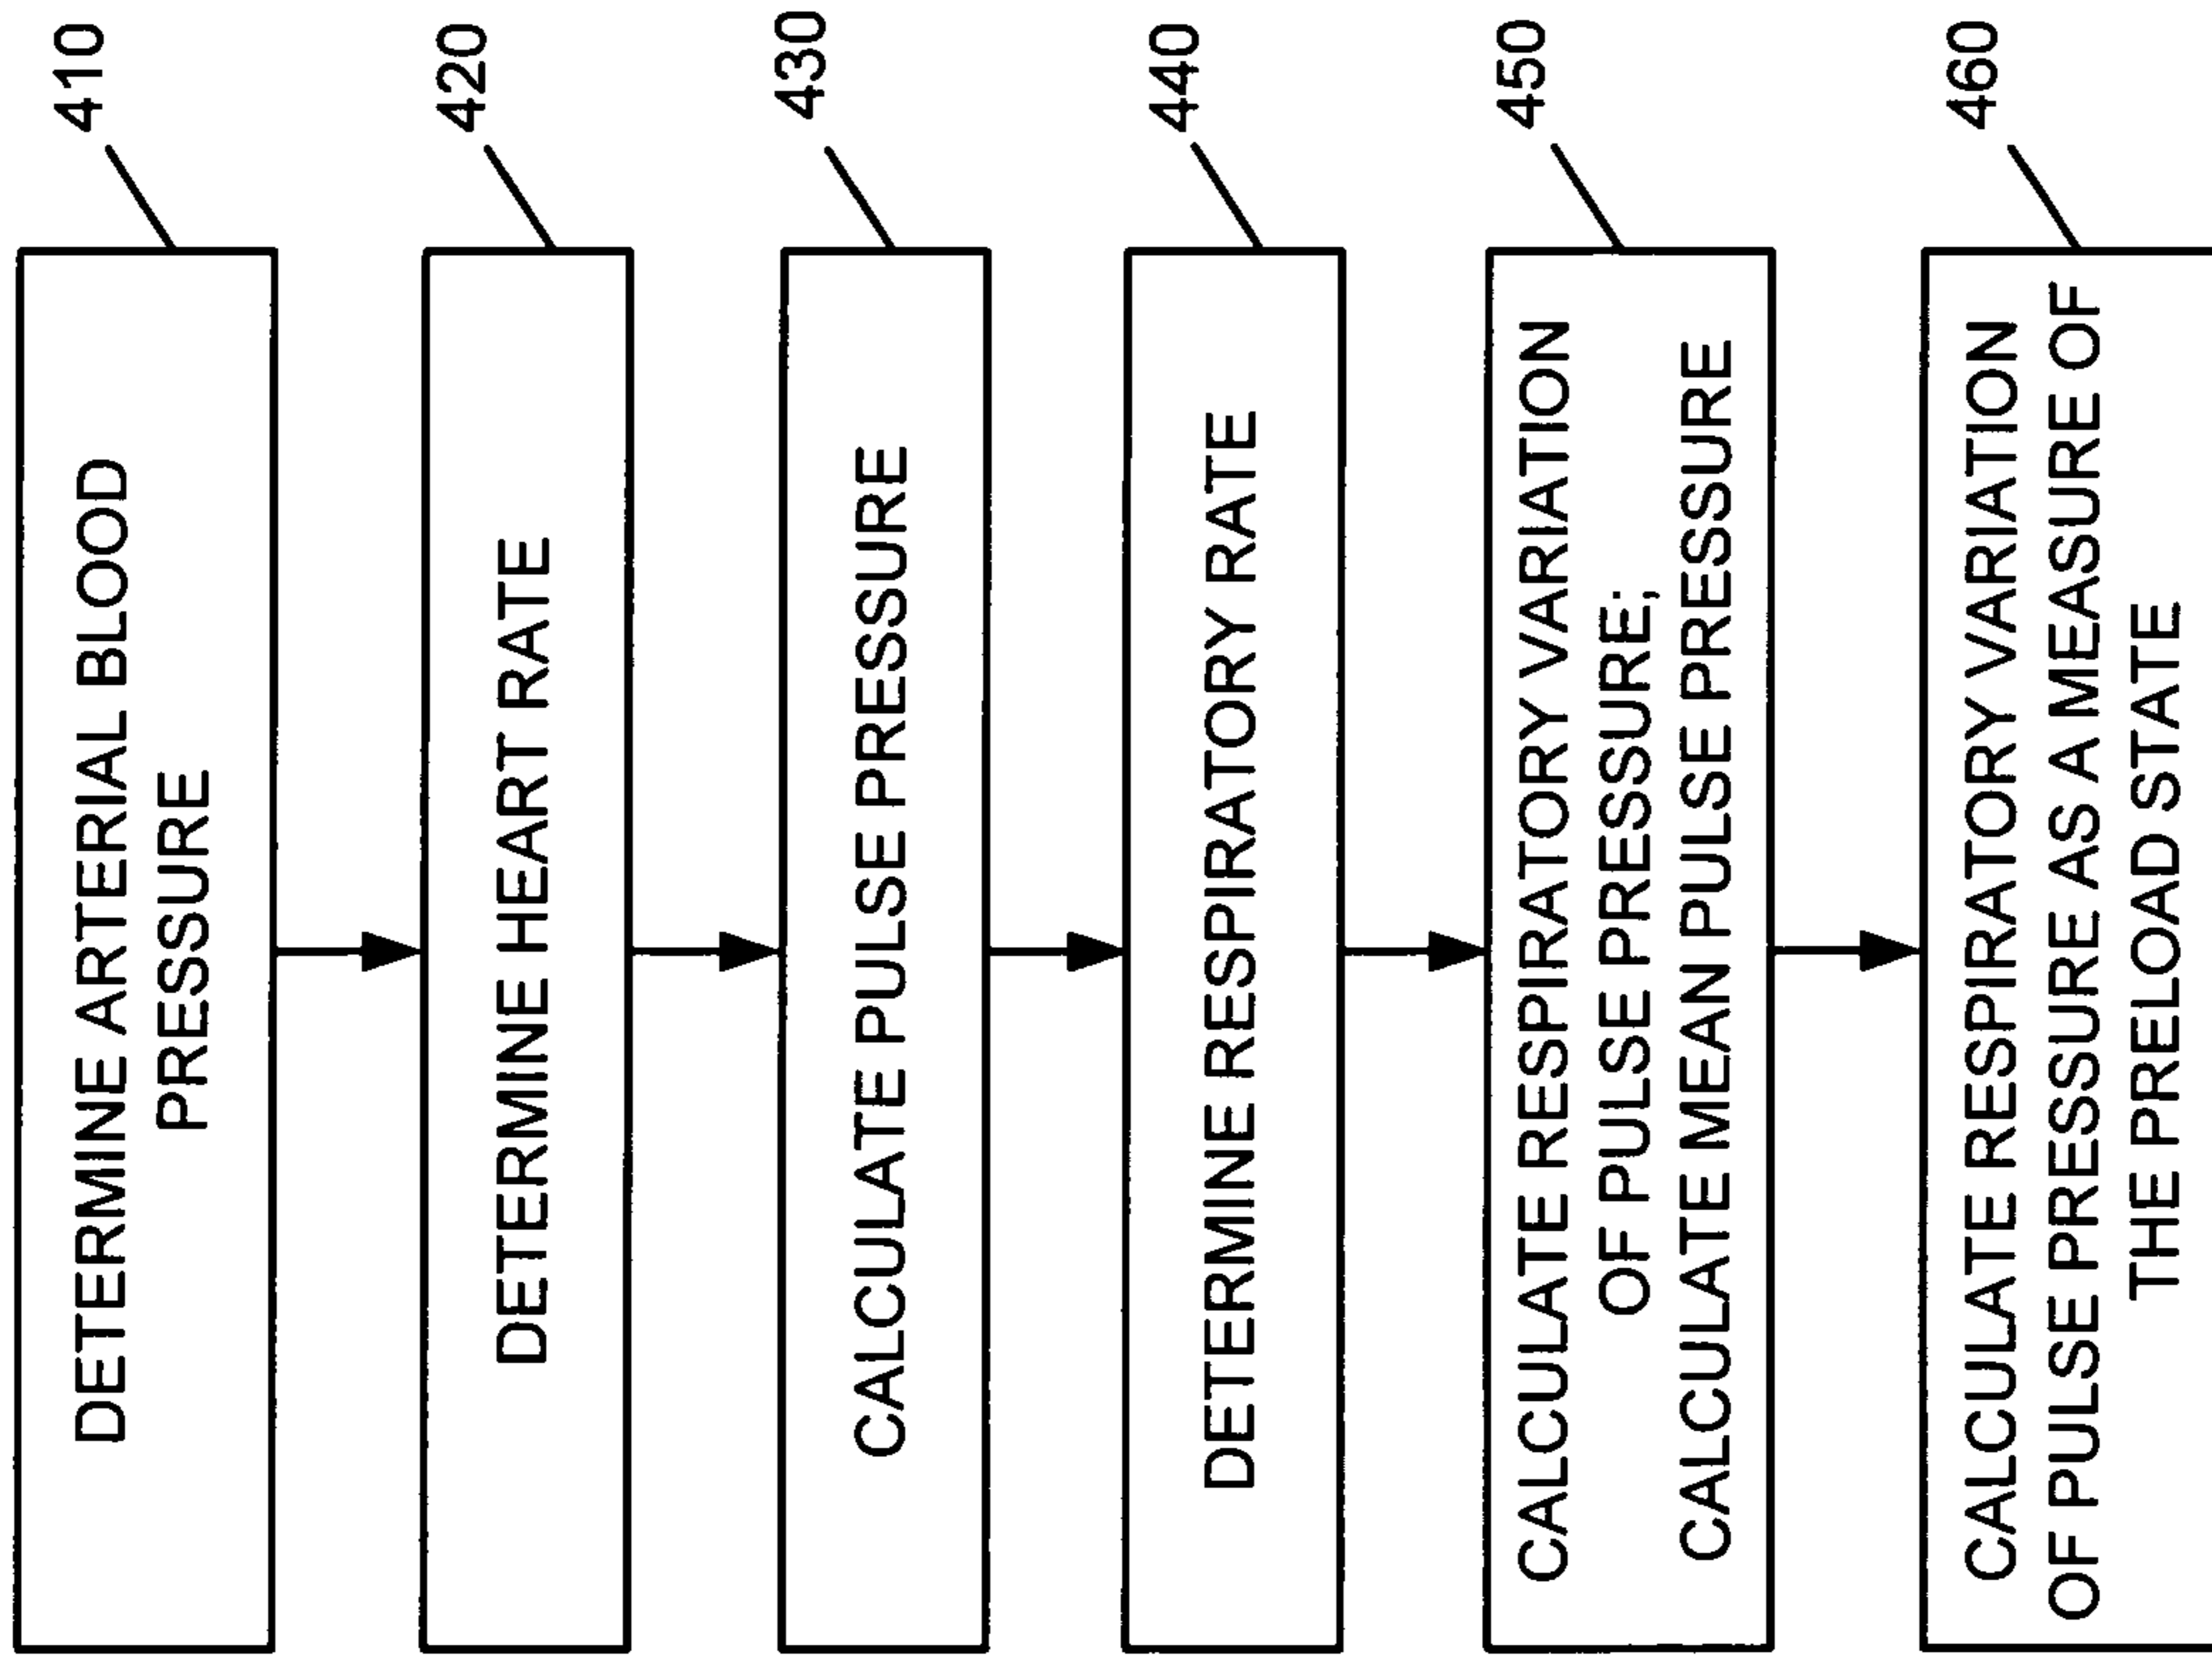 DETERMINE ARTERIAL BLOOD
PRESSURE
410
DETERMINE HEART RATE
420
CALCULATE PULSE PRESSURE
430
DETERMINE RESPIRATORY RATE
440
CALCULATE RESPIRATORY VARIATION
OF PULSE PRESSURE;
CALCULATE MEAN PULSE PRESSURE
450
CALCULATE RESPIRATORY VARIATION
OF PULSE PRESSURE AS A MEASURE OF
THE PRELOAD STATE
460